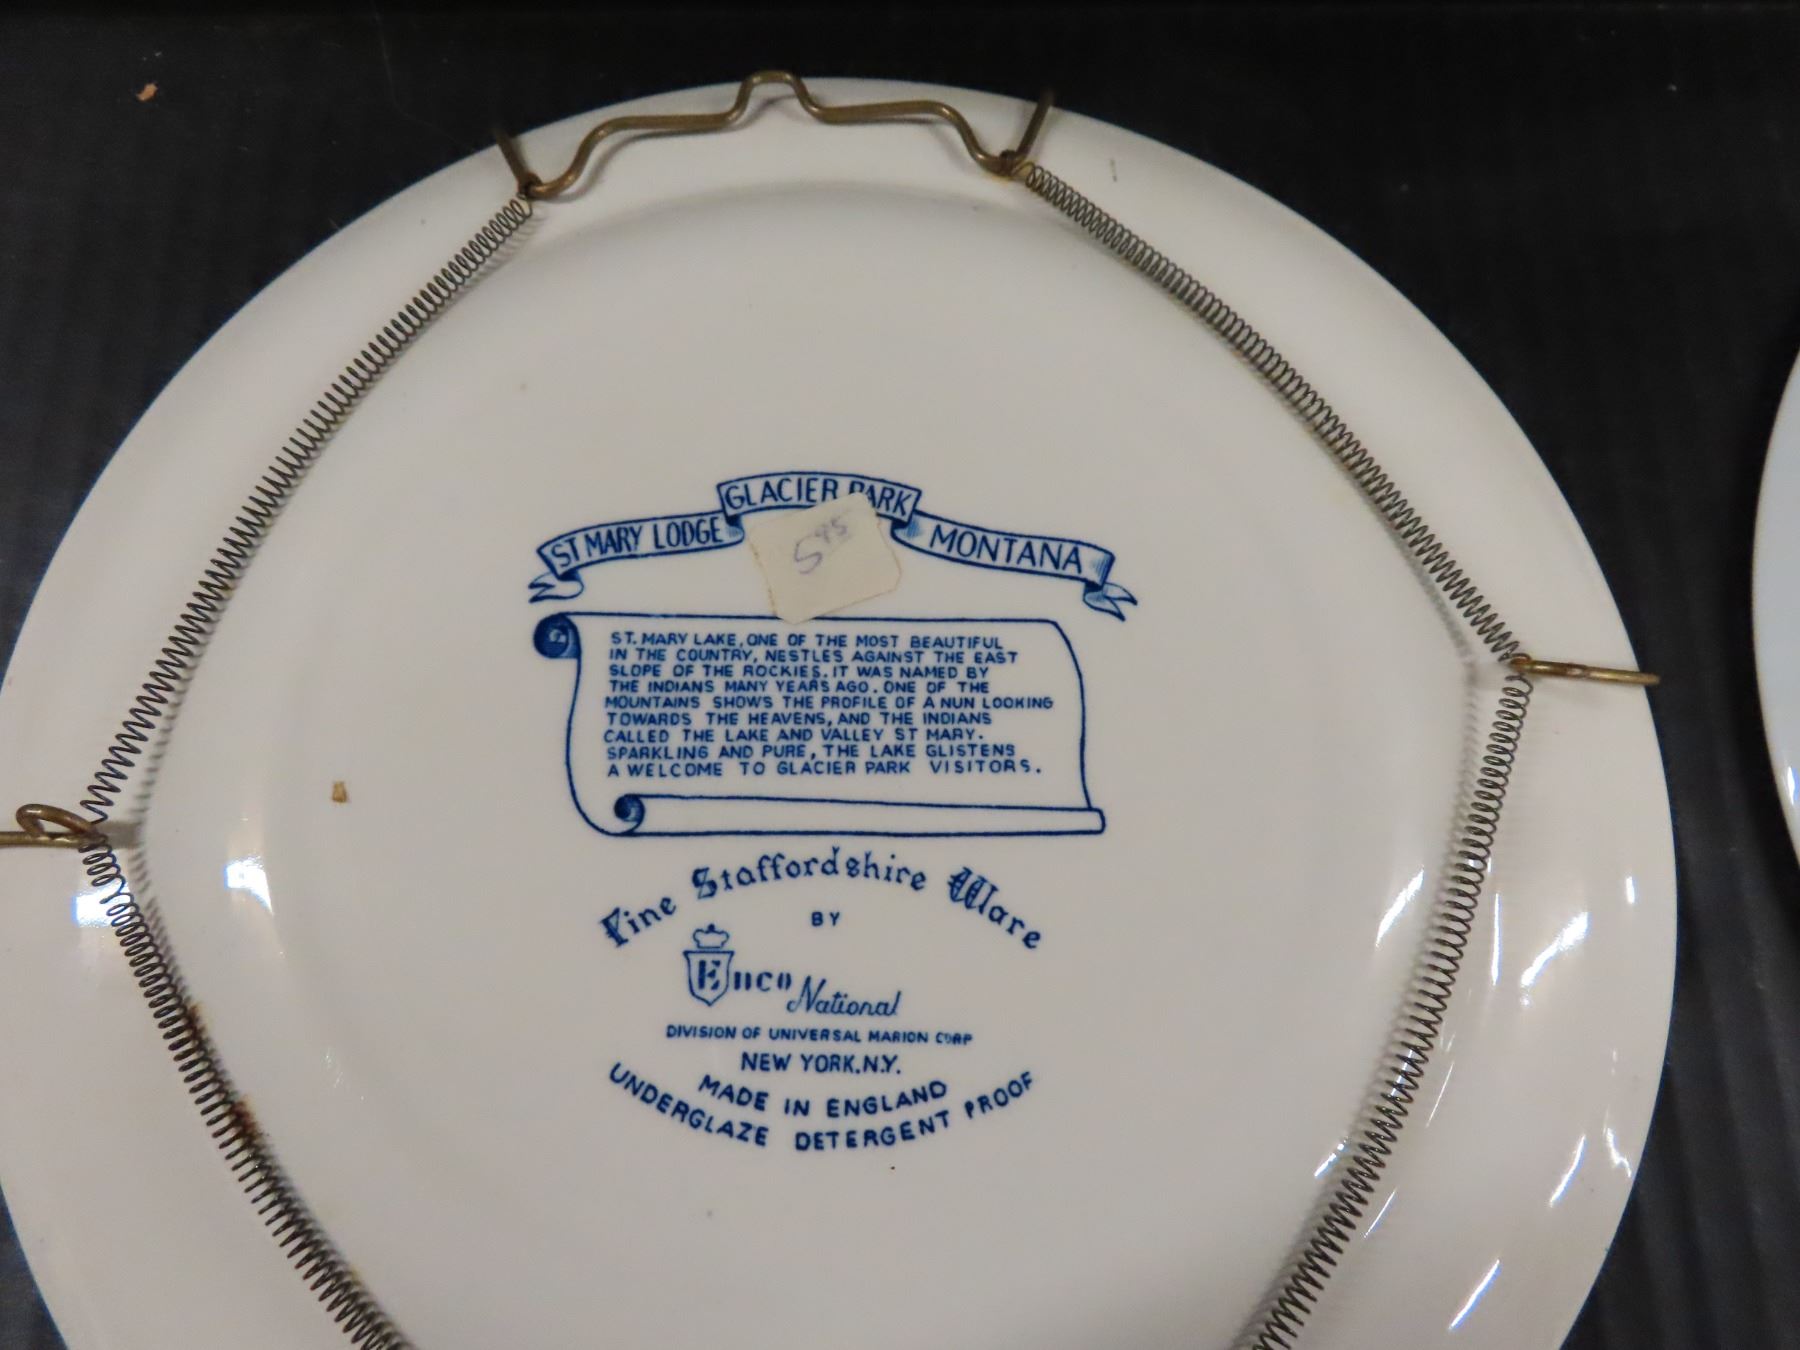 GLACIER PARK
ST MARY LODGE MONTANA
5 95
ST. MARY LAKE, ONE OF THE MOST BEAUTIFUL
IN THE COUNTRY, NESTLES AGAINST THE EAST
SLOPE OF THE ROCKIES. IT WAS NAMED BY
THE INDIANS MANY YEARS AGO. ONE OF THE
MOUNTAINS SHOWS THE PROFILE OF A NUN LOOKING
TOWARDS THE HEAVENS, AND THE INDIANS
CALLED THE LAKE AND VALLEY ST MARY.
SPARKLING AND PURE, THE LAKE GLISTENS
A WELCOME TO GLACIER PARK VISITORS.
Fine Staffordshire Ware
BY
Enco National
DIVISION OF UNIVERSAL MARION CORP
NEW YORK.N.Y.
MADE IN ENGLAND
UNDERGLAZE DETERGENT PROOF